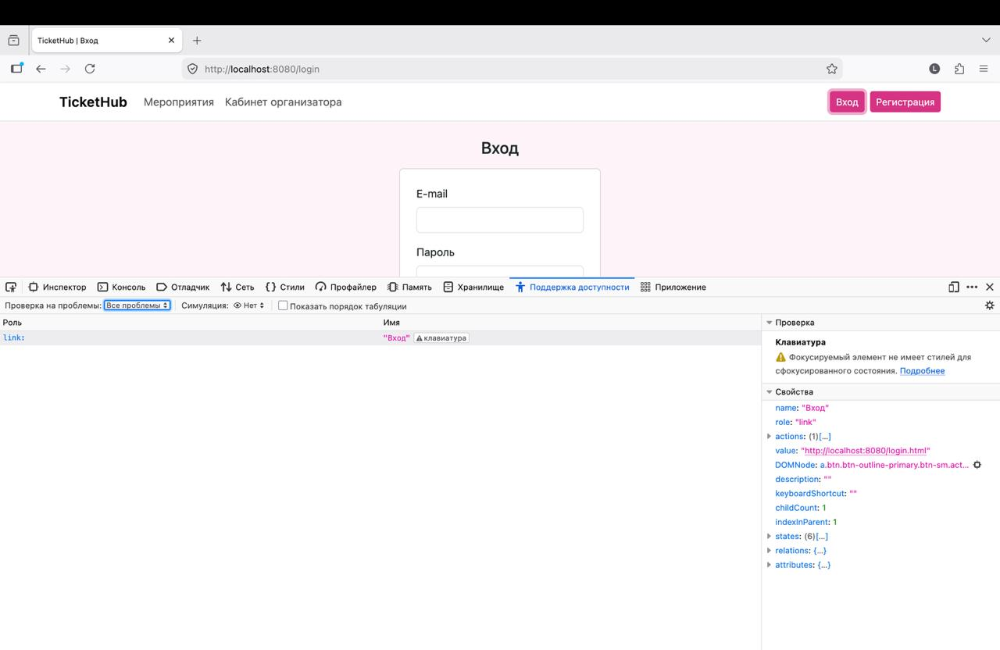 TicketHub | Вход
http://localhost:8080/login
L
TicketHub Мероприятия Кабинет организатора Вход Регистрация
Вход
E-mail
Пароль
Инспектор Консоль Отладчик Сеть Стили Профайлер Память Хранилище Поддержка доступности Приложение
Проверка на проблемы: Все проблемы Симуляция: Нет Показать порядок табуляции
Роль Имя
link: "Вход" клавиатура
Проверка
Клавиатура
Фокусируемый элемент не имеет стилей для
сфокусированного состояния. Подробнее
Свойства
name: "Вход"
role: "link"
actions: (1)[…]
value: "http://localhost:8080/login.html"
DOMNode: a.btn.btn-outline-primary.btn-sm.act…
description: ""
keyboardShortcut: ""
childCount: 1
indexInParent: 1
states: (6)[…]
relations: {…}
attributes: {…}